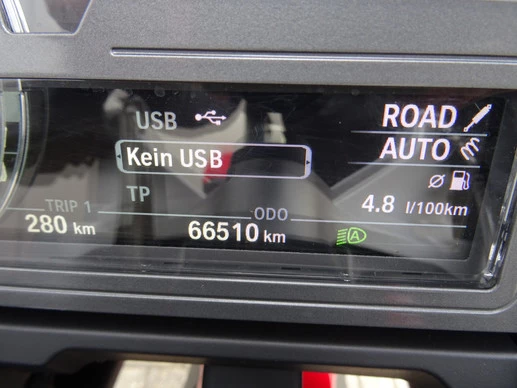 USB
ROAD
Kein USB
AUTO
TP
Ø
4.8 l/100km
TRIP 1
ODO
280 km
66510 km
A